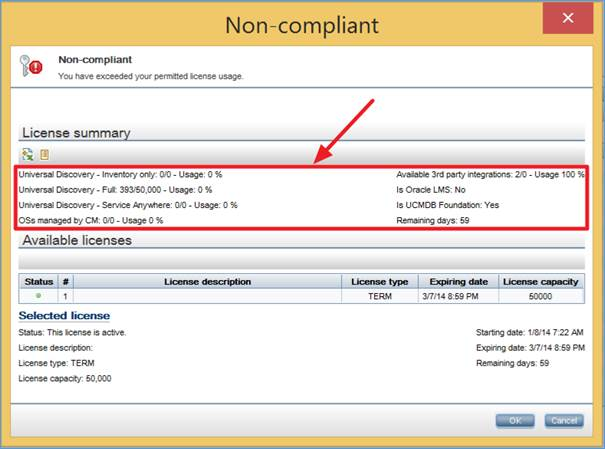 Non-compliant
Non-compliant
You have exceeded your permitted license usage.
License summary
Universal Discovery - Inventory only: 0/0 - Usage: 0 % Available 3rd party integrations: 2/0 - Usage 100 %
Universal Discovery - Full: 393/50,000 - Usage: 0 % Is Oracle LMS: No
Universal Discovery - Service Anywhere: 0/0 - Usage: 0 % Is UCMDB Foundation: Yes
OSs managed by CM: 0/0 - Usage 0 % Remaining days: 59
Available licenses
Status # License description License type Expiring date License capacity
1 TERM 3/7/14 8:59 PM 50000
Selected license
Status: This license is active. Starting date: 1/8/14 7:22 AM
License description: Expiring date: 3/7/14 8:59 PM
License type: TERM Remaining days: 59
License capacity: 50,000
OK Cancel